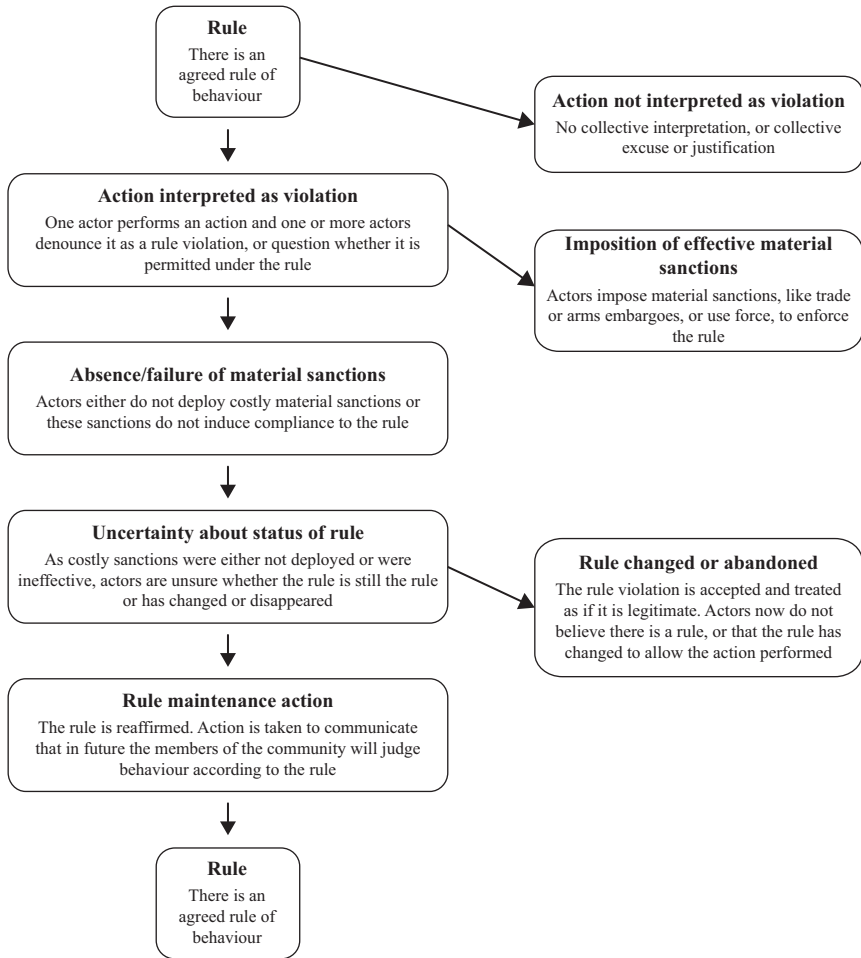 Rule
There is an
agreed rule of
behaviour
Action not interpreted as violation
No collective interpretation, or collective
excuse or justification
Action interpreted as violation
One actor performs an action and one or more actors
denounce it as a rule violation, or question whether it is
permitted under the rule
Imposition of effective material
sanctions
Actors impose material sanctions, like trade
or arms embargoes, or use force, to enforce
the rule
Absence/failure of material sanctions
Actors either do not deploy costly material sanctions or
these sanctions do not induce compliance to the rule
Uncertainty about status of rule
As costly sanctions were either not deployed or were
ineffective, actors are unsure whether the rule is still the rule
or has changed or disappeared
Rule changed or abandoned
The rule violation is accepted and treated
as if it is legitimate. Actors now do not
believe there is a rule, or that the rule has
changed to allow the action performed
Rule maintenance action
The rule is reaffirmed. Action is taken to communicate
that in future the members of the community will judge
behaviour according to the rule
Rule
There is an
agreed rule of
behaviour